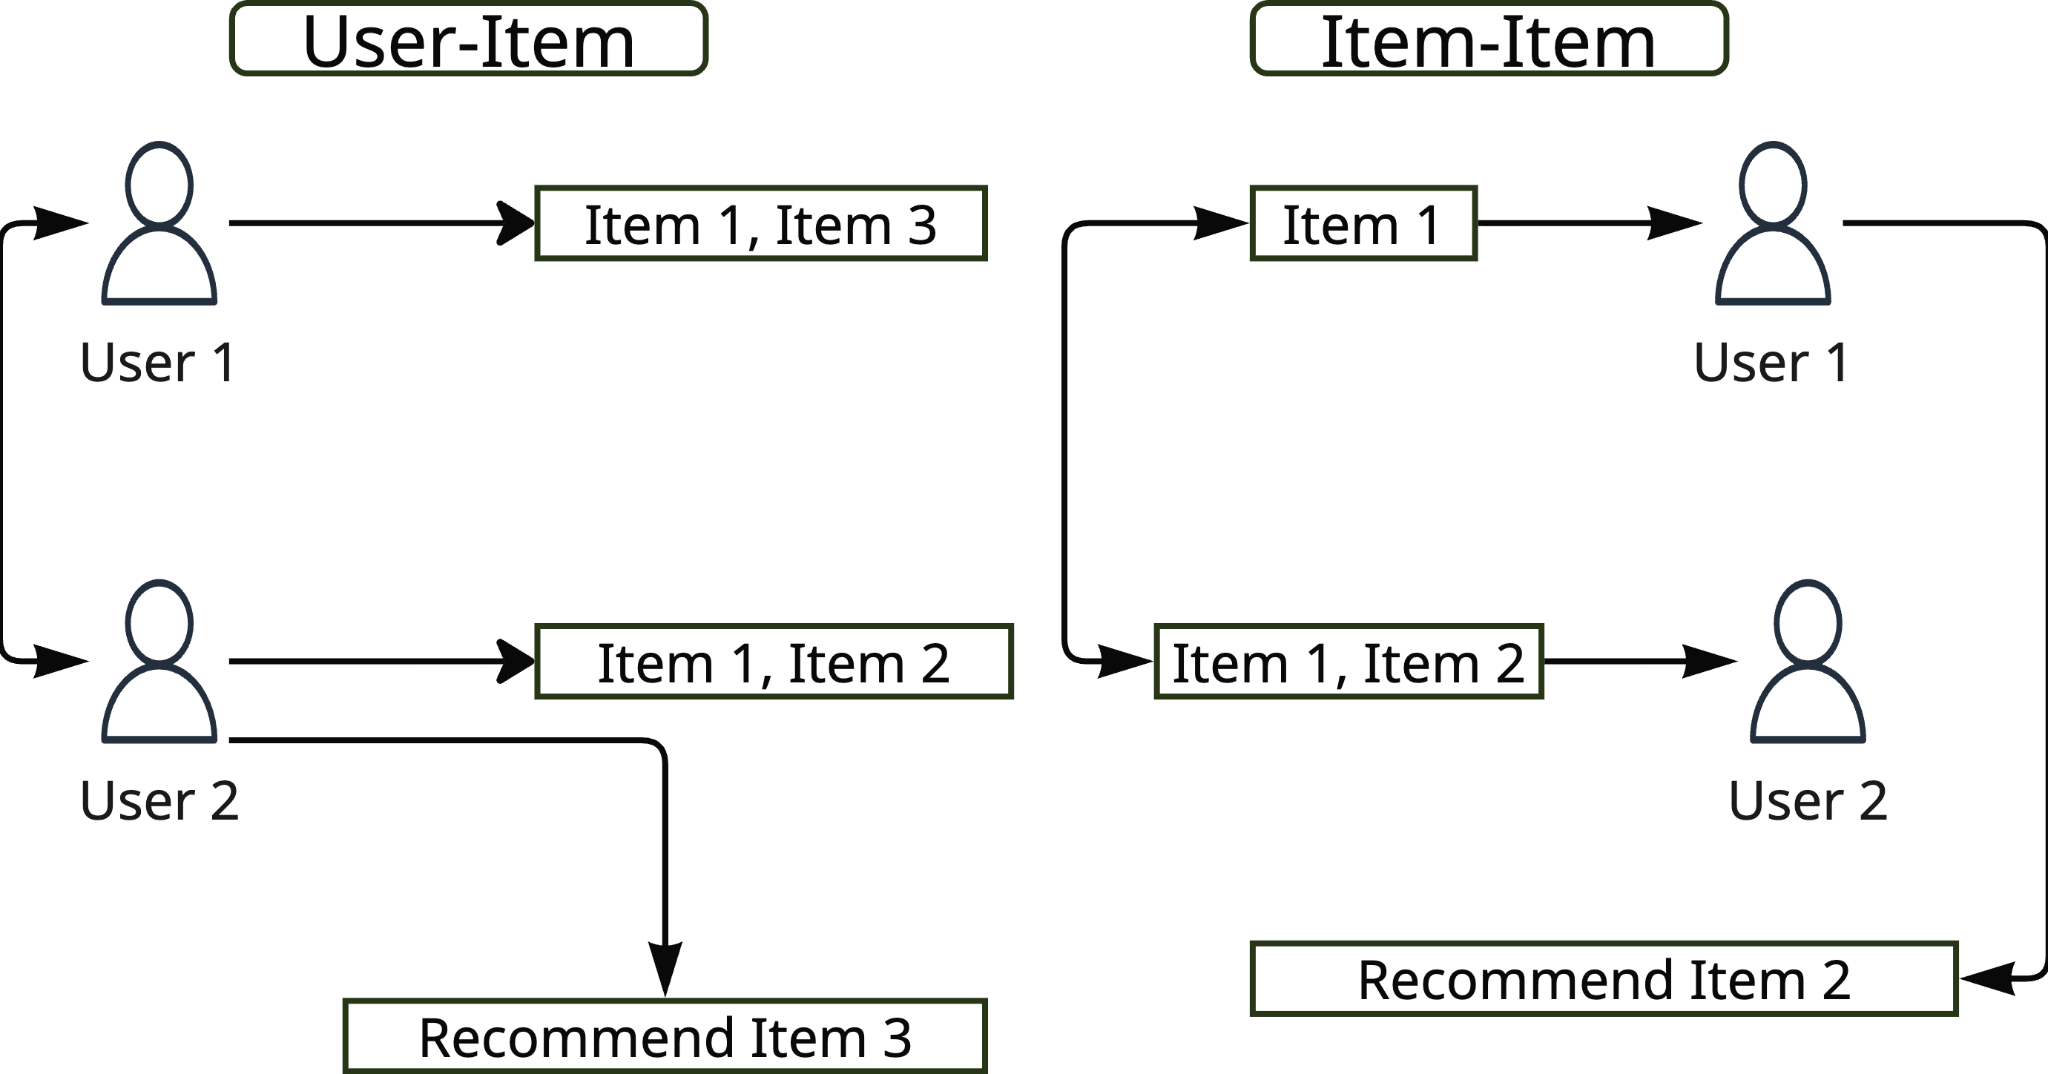 User-Item
Item 1, Item 3
User 1
Item 1, Item 2
User 2
Recommend Item 3
Item-Item
Item 1
User 1
Item 1, Item 2
User 2
Recommend Item 2